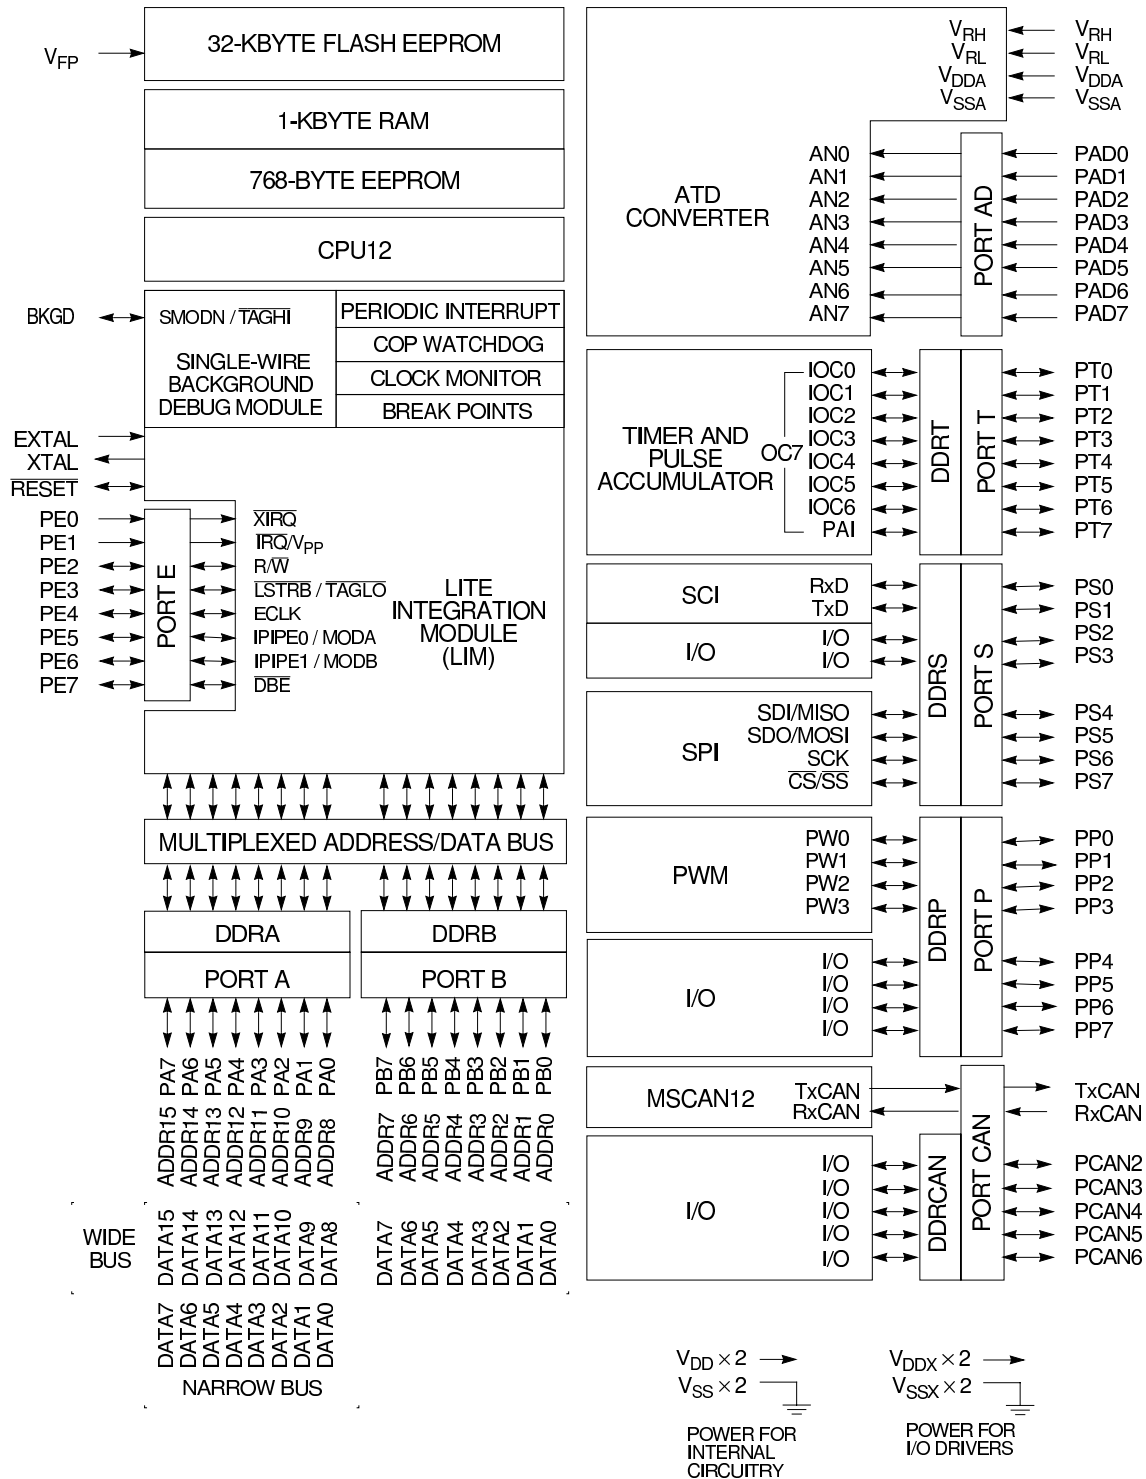 32-KBYTE FLASH EEPROM
VFP
1-KBYTE RAM
768-BYTE EEPROM
CPU12
BKGD
SMODN / TAGHI
SINGLE-WIRE
BACKGROUND
DEBUG MODULE
PERIODIC INTERRUPT
COP WATCHDOG
CLOCK MONITOR
BREAK POINTS
EXTAL
XTAL
RESET
PE0
PE1
PE2
PE3
PE4
PE5
PE6
PE7
PORT E
XIRQ
IRQ/VPP
R/W
LSTRB / TAGLO
ECLK
IPIPE0 / MODA
IPIPE1 / MODB
DBE
LITE
INTEGRATION
MODULE
(LIM)
MULTIPLEXED ADDRESS/DATA BUS
DDRA
DDRB
PORT A
PORT B
PA7
PA6
PA5
PA4
PA3
PA2
PA1
PA0
PB7
PB6
PB5
PB4
PB3
PB2
PB1
PB0
ADDR15
ADDR14
ADDR13
ADDR12
ADDR11
ADDR10
ADDR9
ADDR8
ADDR7
ADDR6
ADDR5
ADDR4
ADDR3
ADDR2
ADDR1
ADDR0
WIDE
BUS
DATA15
DATA14
DATA13
DATA12
DATA11
DATA10
DATA9
DATA8
DATA7
DATA6
DATA5
DATA4
DATA3
DATA2
DATA1
DATA0
DATA7
DATA6
DATA5
DATA4
DATA3
DATA2
DATA1
DATA0
NARROW BUS
VRH
VRL
VDDA
VSSA
VRH
VRL
VDDA
VSSA
ATD
CONVERTER
AN0
AN1
AN2
AN3
AN4
AN5
AN6
AN7
PORT AD
PAD0
PAD1
PAD2
PAD3
PAD4
PAD5
PAD6
PAD7
TIMER AND
PULSE
ACCUMULATOR
OC7
IOC0
IOC1
IOC2
IOC3
IOC4
IOC5
IOC6
PAI
DDRT
PORT T
PT0
PT1
PT2
PT3
PT4
PT5
PT6
PT7
SCI
RxD
TxD
I/O
I/O
I/O
SPI
SDI/MISO
SDO/MOSI
SCK
CS/SS
DDRS
PORT S
PS0
PS1
PS2
PS3
PS4
PS5
PS6
PS7
PWM
PW0
PW1
PW2
PW3
I/O
I/O
I/O
I/O
I/O
DDRP
PORT P
PP0
PP1
PP2
PP3
PP4
PP5
PP6
PP7
MSCAN12
TxCAN
RxCAN
I/O
I/O
I/O
I/O
I/O
I/O
DDRCAN
PORT CAN
TxCAN
RxCAN
PCAN2
PCAN3
PCAN4
PCAN5
PCAN6
VDD × 2
VSS × 2
POWER FOR
INTERNAL
CIRCUITRY
VDDX × 2
VSSX × 2
POWER FOR
I/O DRIVERS